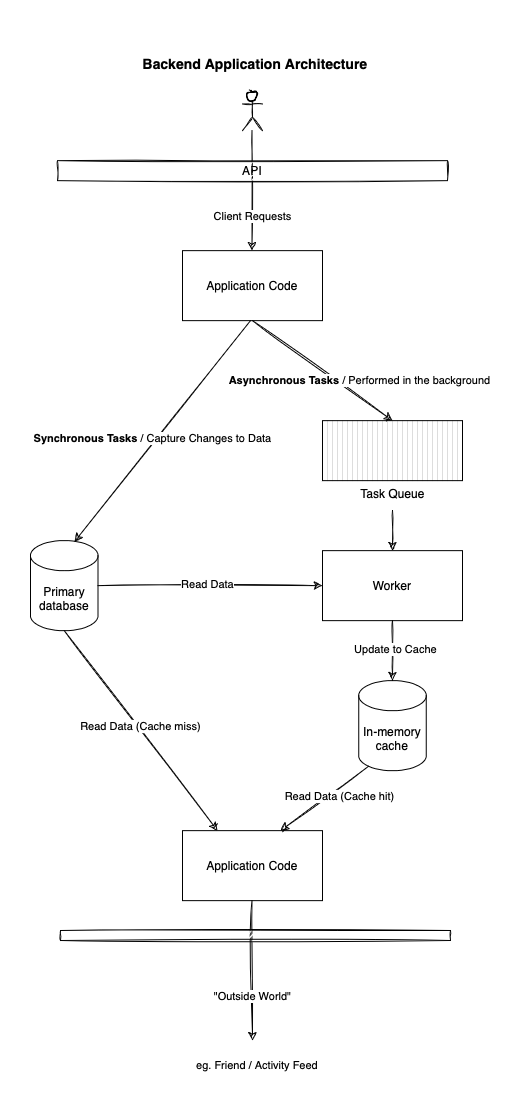 Backend Application Architecture
API
Client Requests
Application Code
Asynchronous Tasks / Performed in the background
Synchronous Tasks / Capture Changes to Data
Task Queue
Primary
database
Read Data
Worker
Update to Cache
Read Data (Cache miss)
In-memory
cache
Read Data (Cache hit)
Application Code
"Outside World"
eg. Friend / Activity Feed